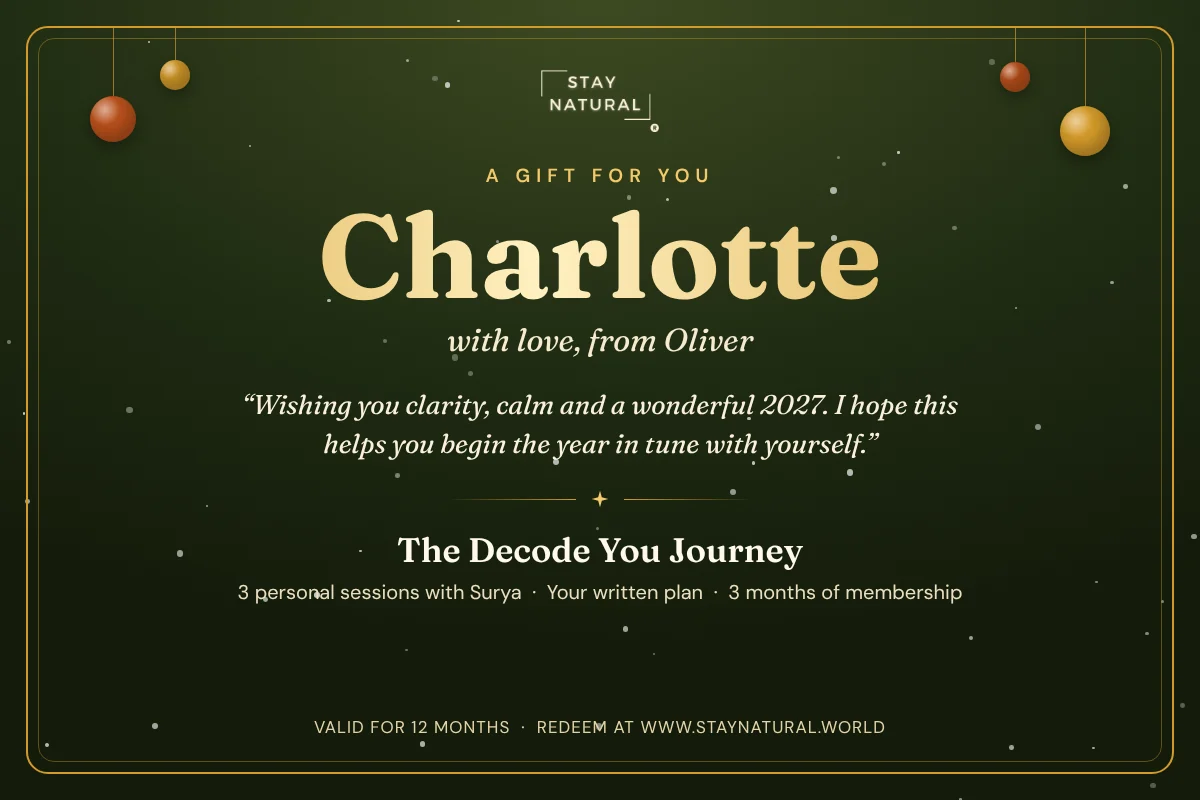 STAY
NATURAL
A GIFT FOR YOU
Charlotte
with love, from Oliver
“Wishing you clarity, calm and a wonderful 2027. I hope this
helps you begin the year in tune with yourself.”
The Decode You Journey
3 personal sessions with Surya · Your written plan · 3 months of membership
VALID FOR 12 MONTHS · REDEEM AT WWW.STAYNATURAL.WORLD